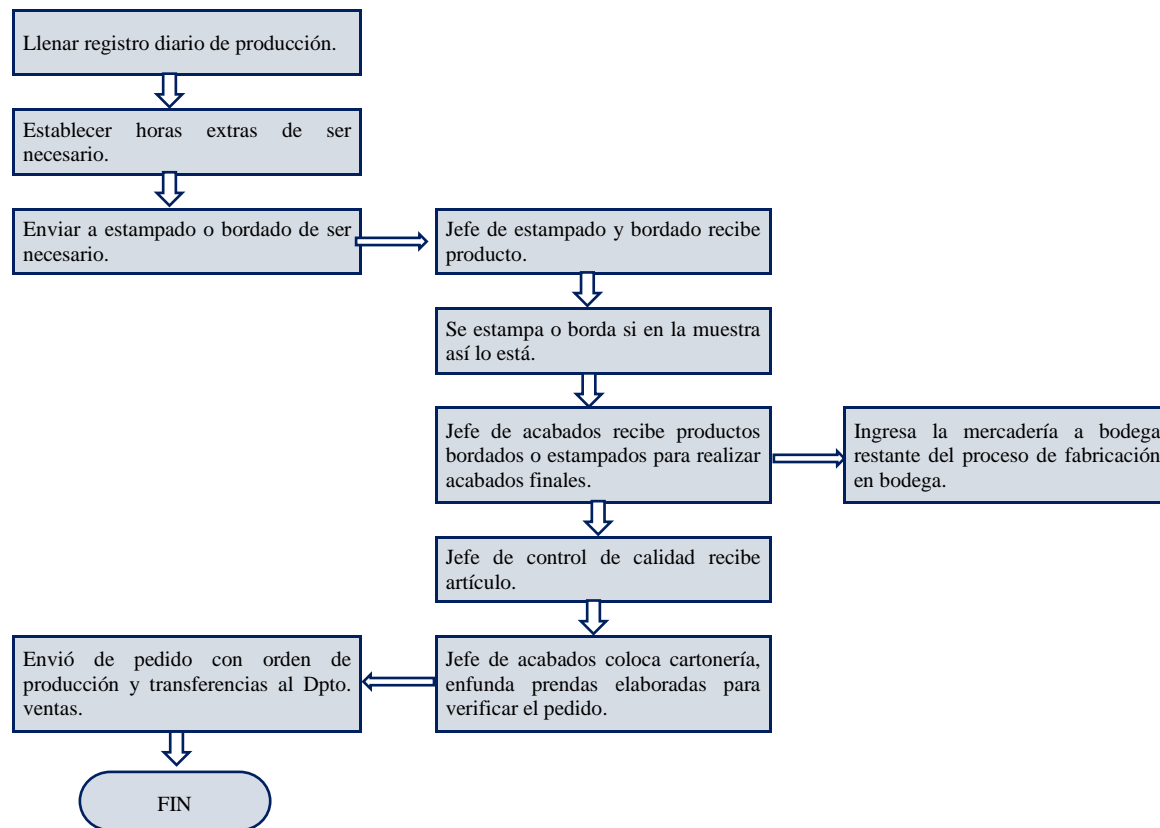 Llenar registro diario de producción.
Establecer horas extras de ser
necesario.
Enviar a estampado o bordado de ser
necesario.
Jefe de estampado y bordado recibe
producto.
Se estampa o borda si en la muestra
así lo está.
Jefe de acabados recibe productos
bordados o estampados para realizar
acabados finales.
Ingresa la mercadería a bodega
restante del proceso de fabricación
en bodega.
Jefe de control de calidad recibe
artículo.
Jefe de acabados coloca cartonería,
enfunda prendas elaboradas para
verificar el pedido.
Envió de pedido con orden de
producción y transferencias al Dpto.
ventas.
FIN